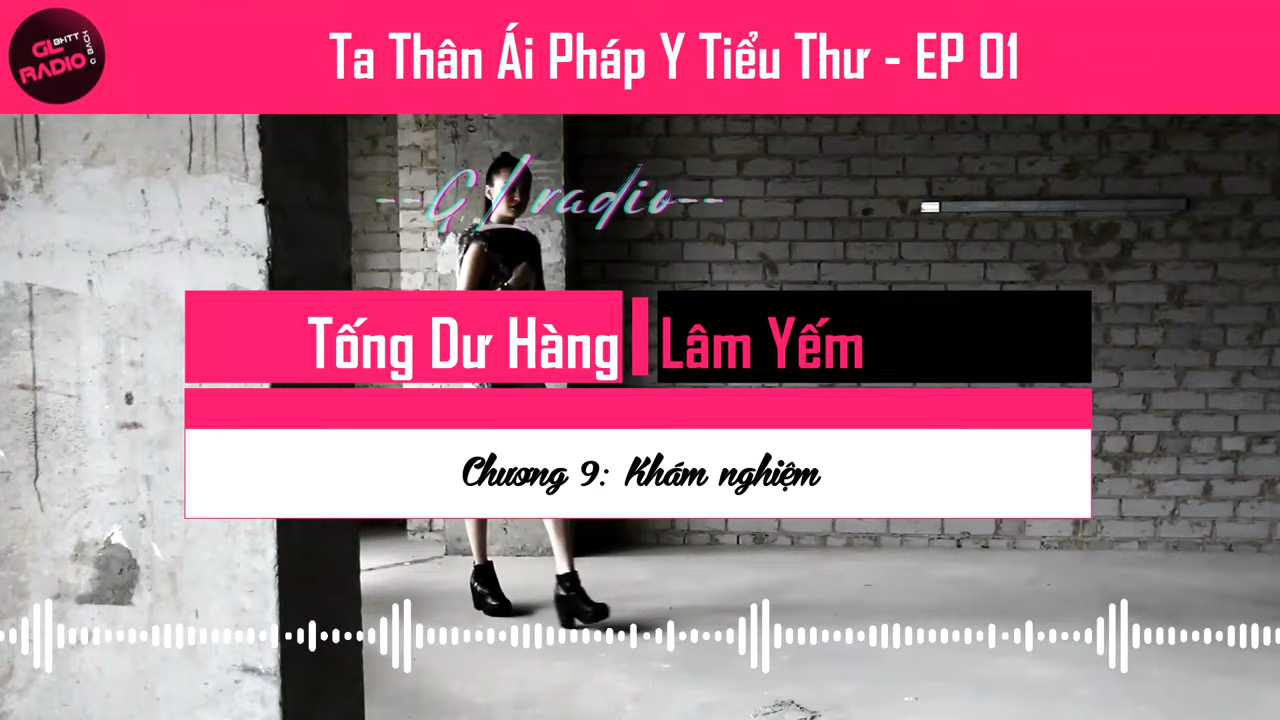 GL BHTT
RADIO
Ta Thân Ái Pháp Y Tiểu Thư - EP 01
--GL radio--
Tống Dư Hàng
Lâm Yếm
Chương 9: Khám nghiệm